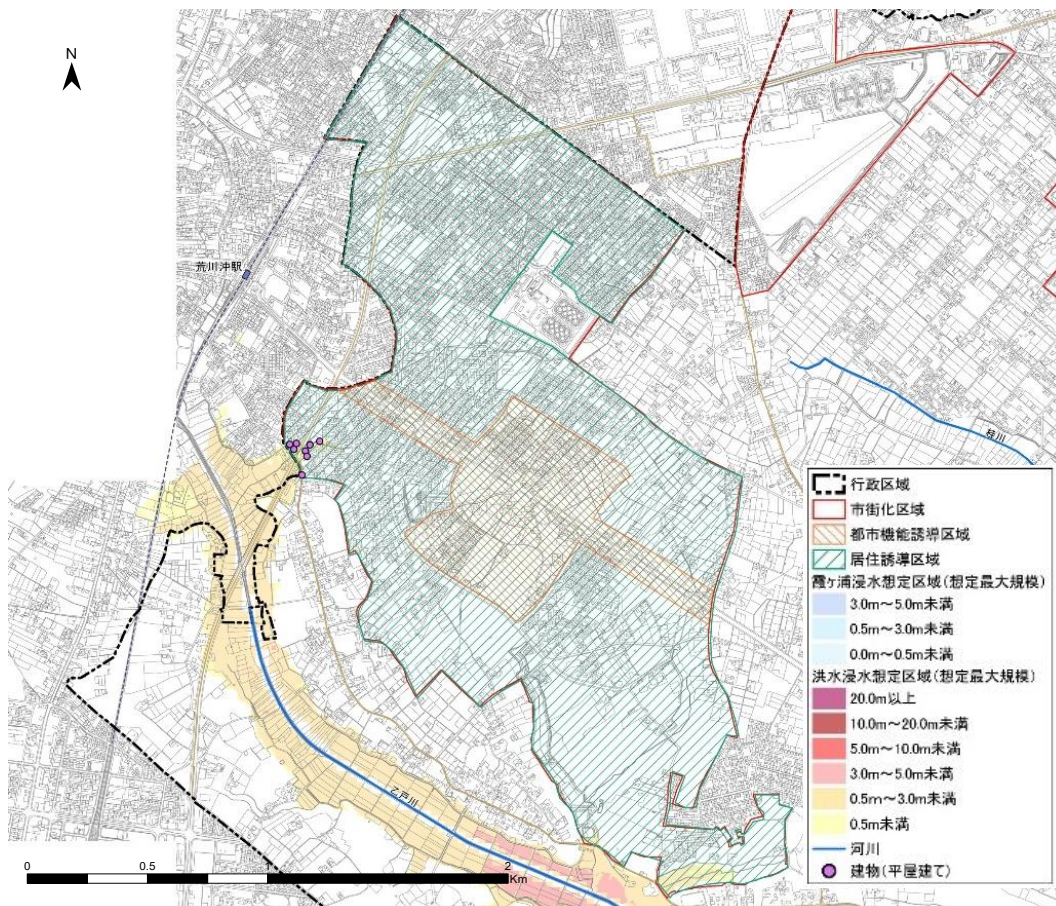 N
荒川沖駅
桂川
乙戸川
行政区域
市街化区域
都市機能誘導区域
居住誘導区域
霞ヶ浦浸水想定区域(想定最大規模)
3.0m～5.0m未満
0.5m～3.0m未満
0.0m～0.5m未満
洪水浸水想定区域(想定最大規模)
20.0m以上
10.0m～20.0m未満
5.0m～10.0m未満
3.0m～5.0m未満
0.5m～3.0m未満
0.5m未満
河川
建物(平屋建て)
0 0.5 1 2
Km